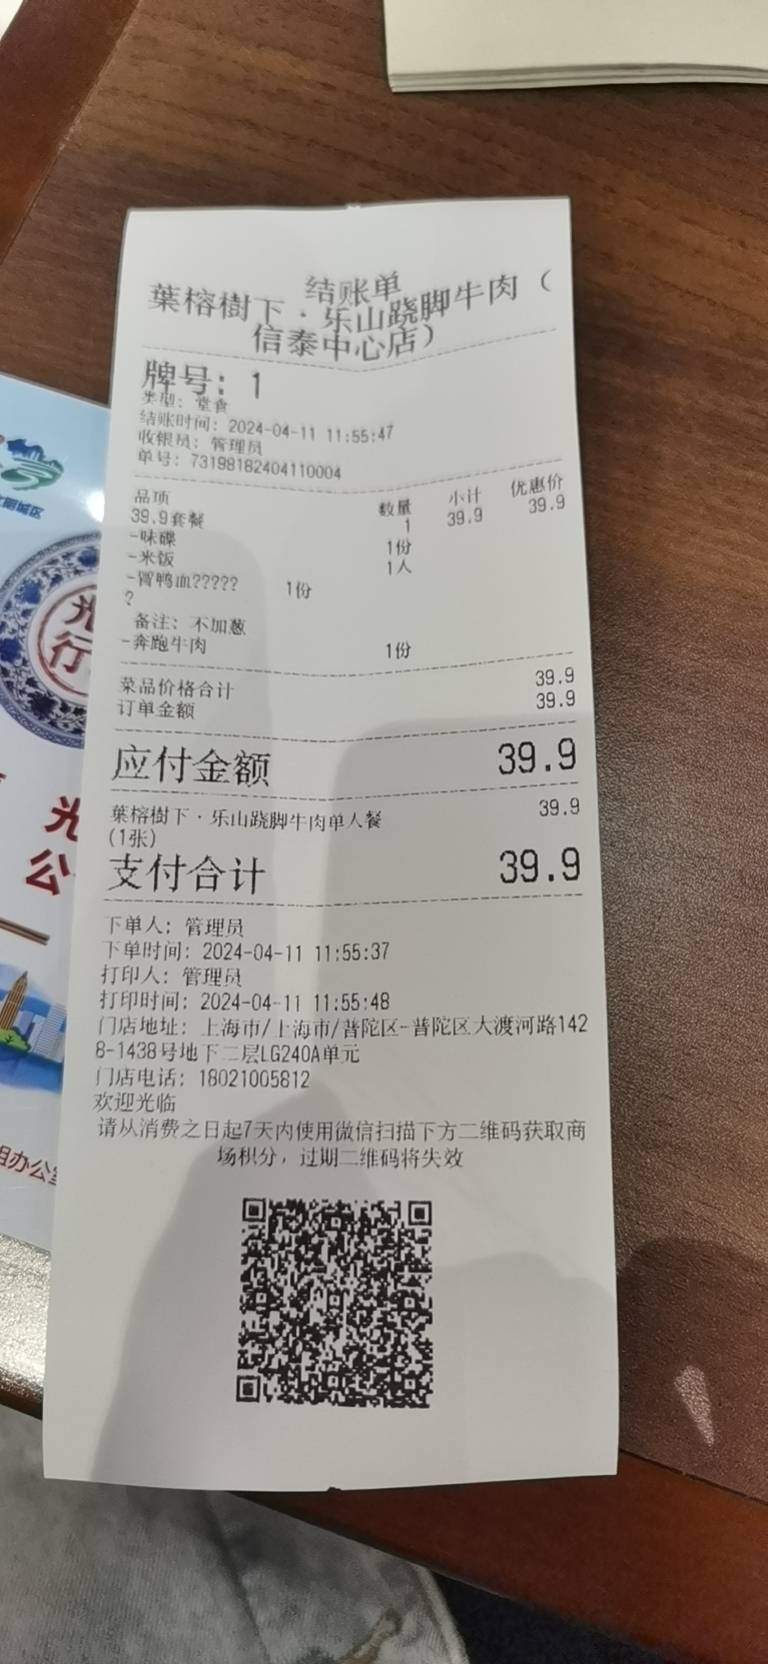 结账单
葉榕樹下·乐山跷脚牛肉（
信泰中心店）
牌号：1
类型：堂食
结账时间：2024-04-11 11:55:47
收银员：管理员
单号：73198182404110004
品项 数量 小计 优惠价
39.9套餐 1 39.9 39.9
-味碟 1份
-米饭 1人
-冒鸭血????? 1份
?
备注：不加葱
-奔跑牛肉 1份
菜品价格合计 39.9
订单金额 39.9
应付金额 39.9
葉榕樹下·乐山跷脚牛肉单人餐 39.9
(1张)
支付合计 39.9
下单人：管理员
下单时间：2024-04-11 11:55:37
打印人：管理员
打印时间：2024-04-11 11:55:48
门店地址：上海市/上海市/普陀区-普陀区大渡河路142
8-1438号地下二层LG240A单元
门店电话：18021005812
欢迎光临
请从消费之日起7天内使用微信扫描下方二维码获取商
场积分，过期二维码将失效
光
行
光
公
组办公室